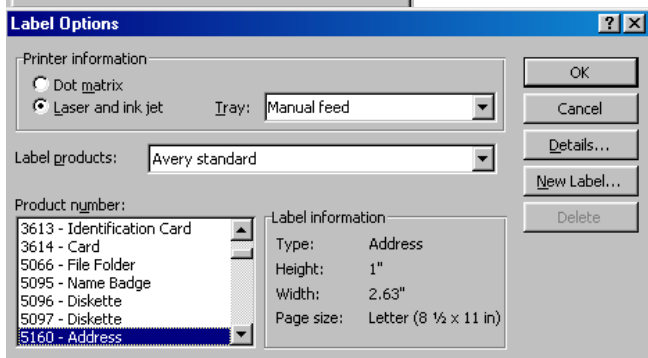 Label Options
Printer information
Dot matrix
Laser and ink jet
Tray:
Manual feed
Label products:
Avery standard
Product number:
3613 - Identification Card
3614 - Card
5066 - File Folder
5095 - Name Badge
5096 - Diskette
5097 - Diskette
5160 - Address
Label information
Type: Address
Height: 1"
Width: 2.63"
Page size: Letter (8 ½ x 11 in)
OK
Cancel
Details...
New Label...
Delete